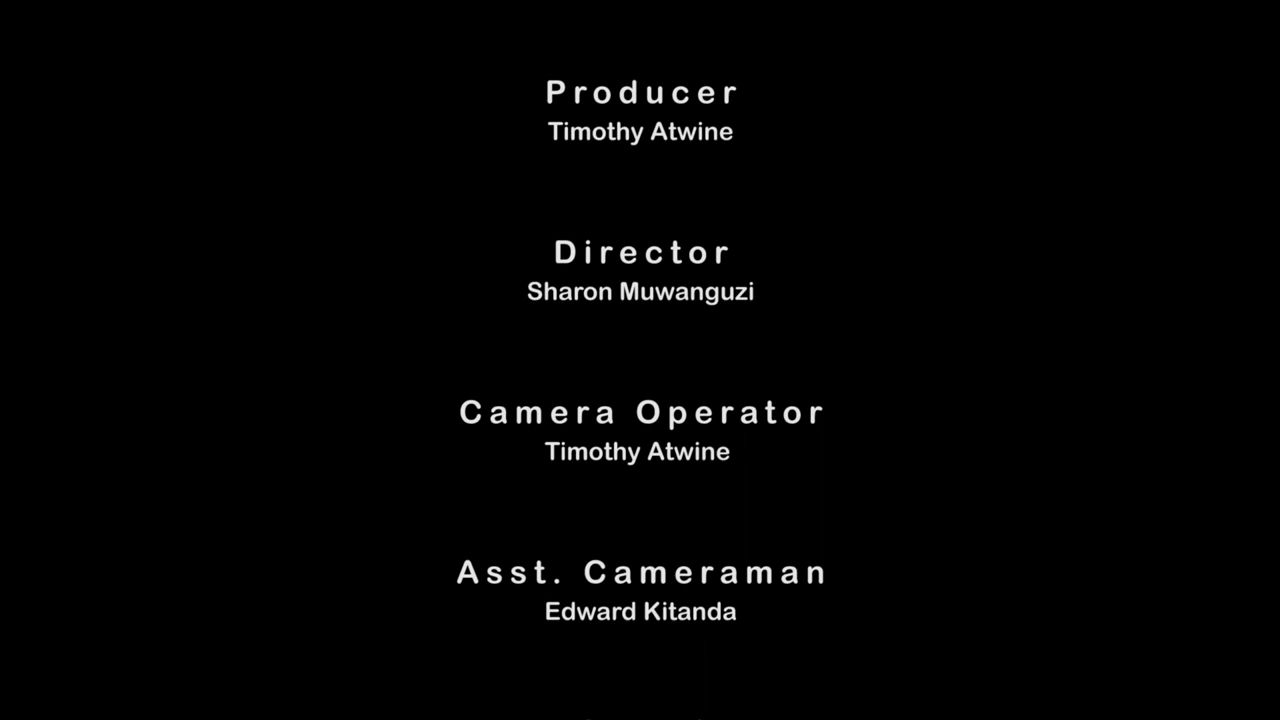 Producer
Timothy Atwine
Director
Sharon Muwanguzi
Camera Operator
Timothy Atwine
Asst. Cameraman
Edward Kitanda